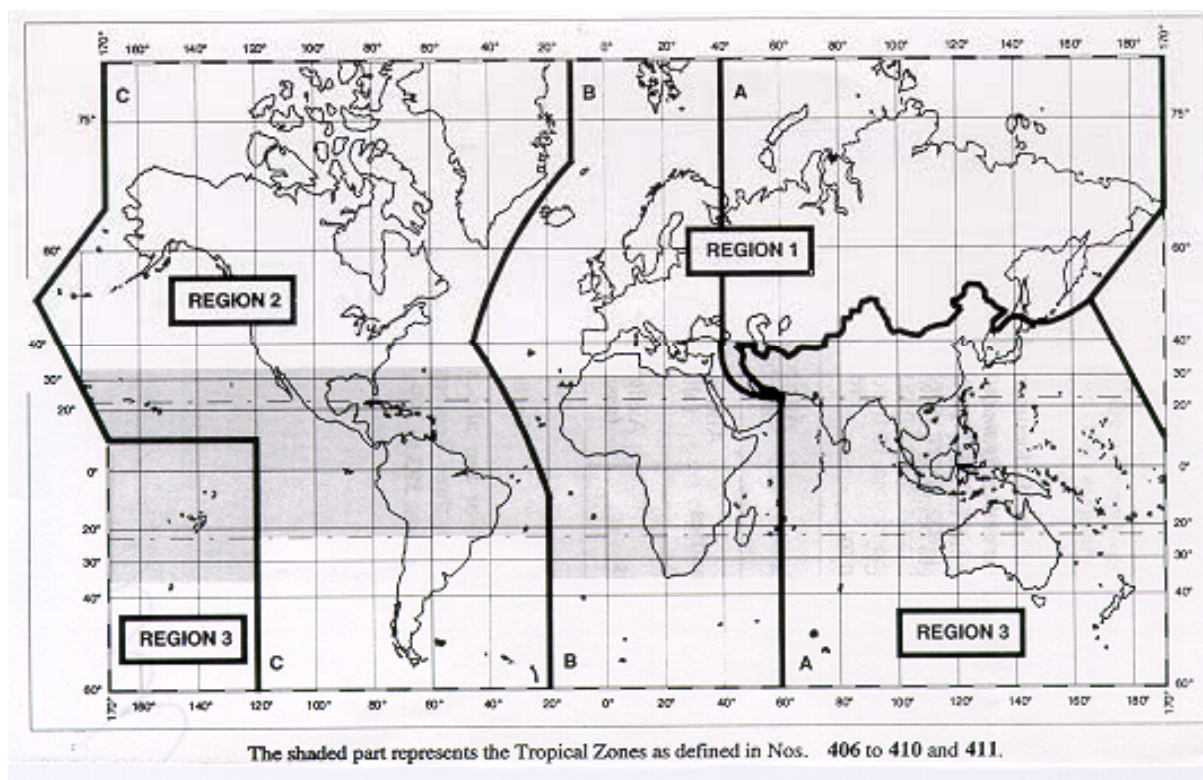 170° 160° 140° 120° 100° 80° 60° 40° 20° 0° 20° 40° 60° 80° 100° 120° 140° 160° 180° 170°
C B A
75° 75°
60° REGION 1 60°
REGION 2
40° 40°
30° 30°
20° 20°
0° 0° 0°
20° 20°
30° 30°
40° 40°
REGION 3 REGION 3
C B A
60° 60°
170° 160° 140° 120° 100° 80° 60° 40° 20° 0° 20° 40° 60° 80° 100° 120° 140° 160° 180° 170°
The shaded part represents the Tropical Zones as defined in Nos. 406 to 410 and 411.